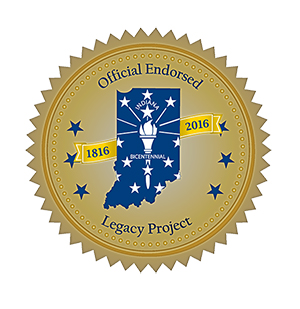 Official Endorsed
INDIANA
1816
2016
BICENTENNIAL
Legacy Project